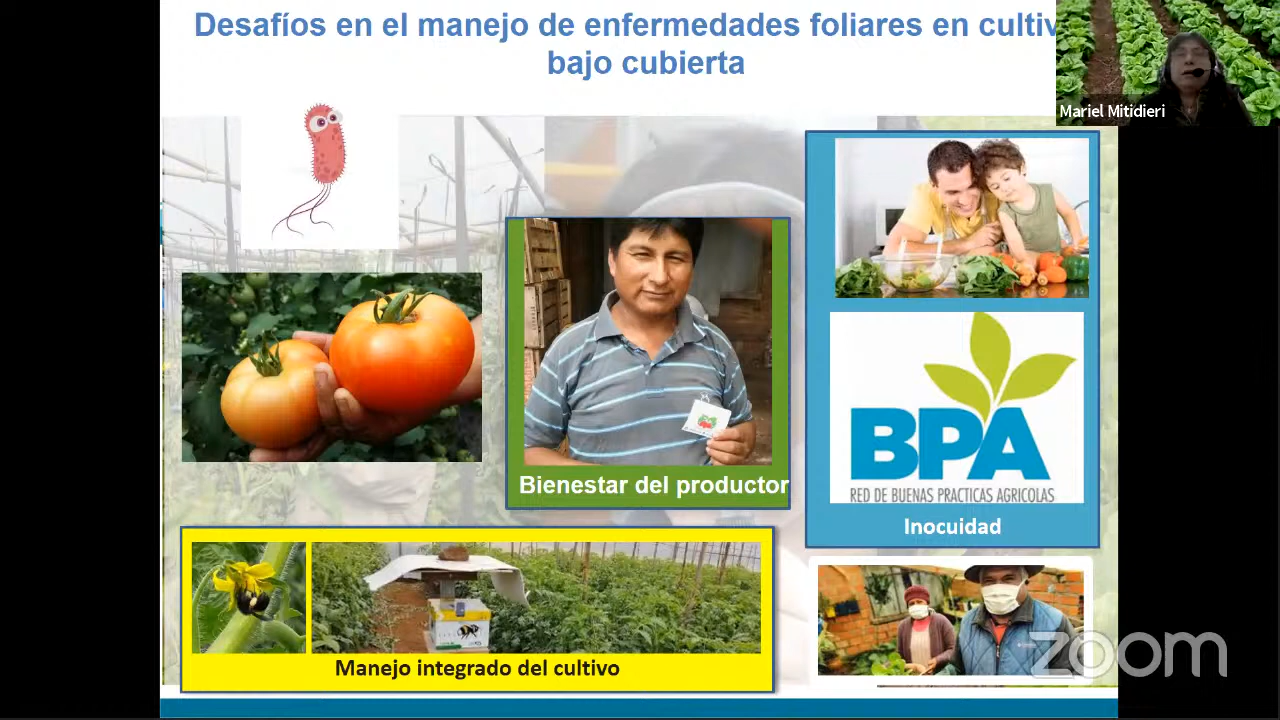 Desafíos en el manejo de enfermedades foliares en cultiv
bajo cubierta
Mariel Mitidieri
Bienestar del productor
BPA
RED DE BUENAS PRACTICAS AGRICOLAS
Inocuidad
Manejo integrado del cultivo
zoom